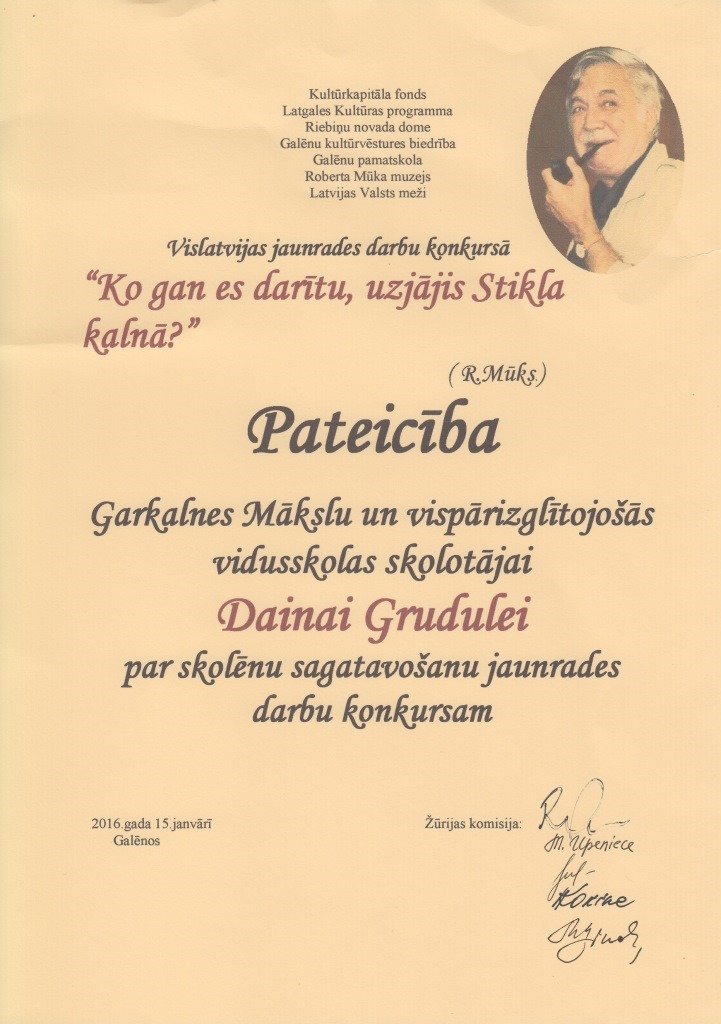 Kultūrkapitāla fonds
Latgales Kultūras programma
Riebiņu novada dome
Galēnu kultūrvēstures biedrība
Galēnu pamatskola
Roberta Mūka muzejs
Latvijas Valsts meži
Vislatvijas jaunrades darbu konkursā
“Ko gan es darītu, uzjājis Stikla
kalnā?”
( R.Mūks.)
Pateicība
Garkalnes Mākslu un vispārizglītojošās
vidusskolas skolotājai
Dainai Grudulei
par skolēnu sagatavošanu jaunrades
darbu konkursam
2016.gada 15.janvārī
Galēnos
Žūrijas komisija:
M. Upeniece